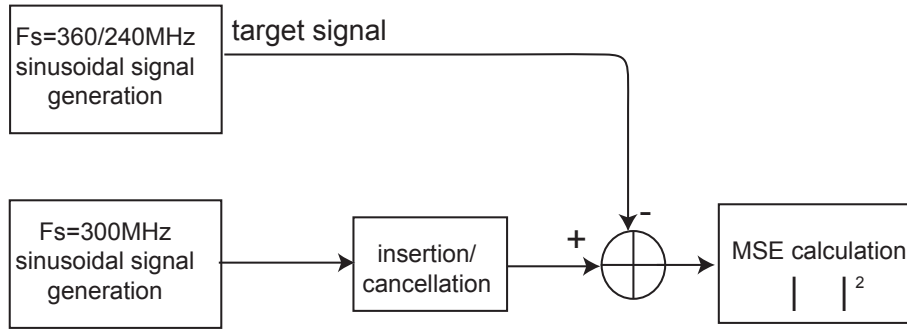 Fs=360/240MHz
sinusoidal signal
generation
target signal
Fs=300MHz
sinusoidal signal
generation
insertion/
cancellation
+
-
MSE calculation
| |²